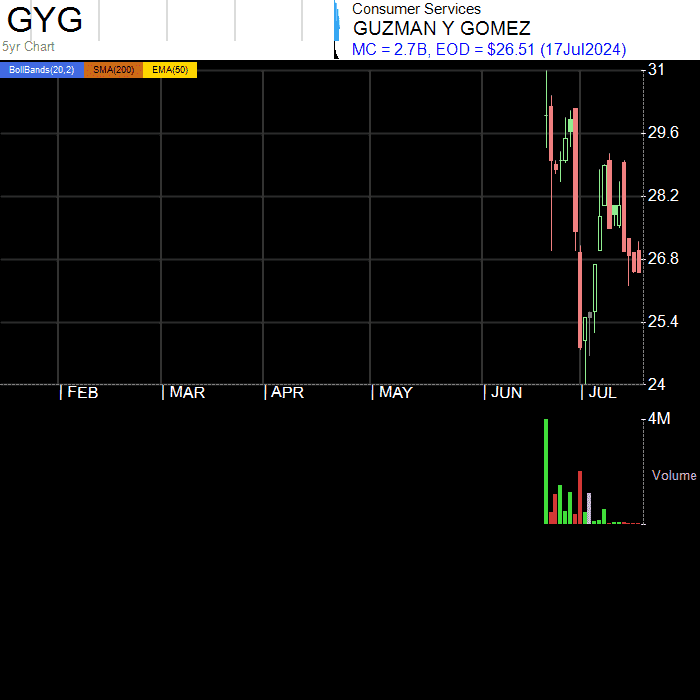 GYG
5yr Chart
Consumer Services
GUZMAN Y GOMEZ
MC = 2.7B, EOD = $26.51 (17Jul2024)
BollBands(20,2) SMA(200) EMA(50)
31
29.6
28.2
26.8
25.4
24
FEB MAR APR MAY JUN JUL
4M
Volume